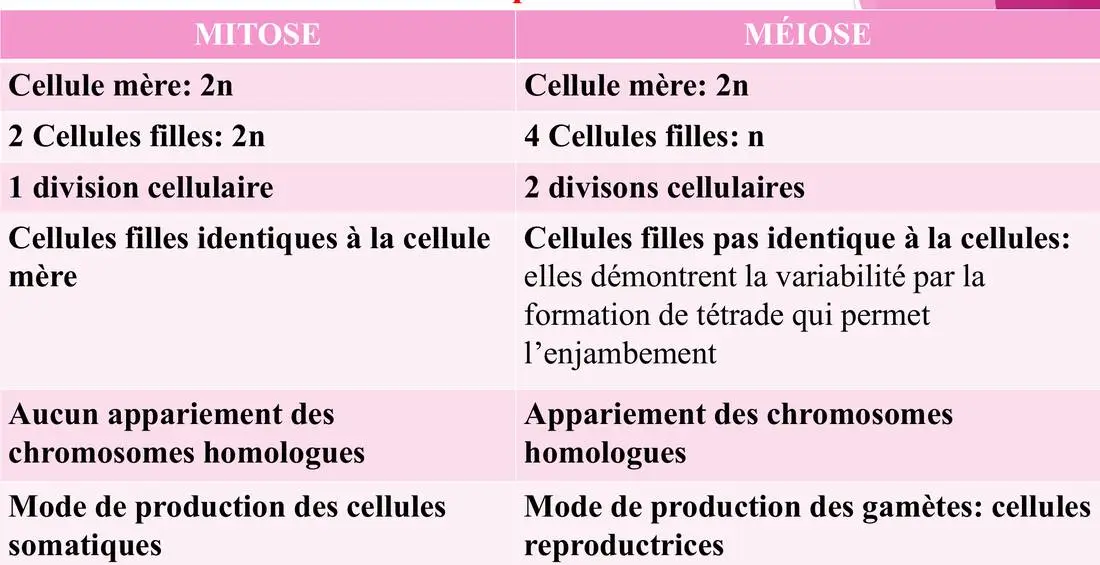 MITOSE
MÉIOSE
Cellule mère: 2n
Cellule mère: 2n
2 Cellules filles: 2n
4 Cellules filles: n
1 division cellulaire
2 divisons cellulaires
Cellules filles identiques à la cellule
mère
Cellules filles pas identique à la cellules:
elles démontrent la variabilité par la
formation de tétrade qui permet
l’enjambement
Aucun appariement des
chromosomes homologues
Appariement des chromosomes
homologues
Mode de production des cellules
somatiques
Mode de production des gamètes: cellules
reproductrices